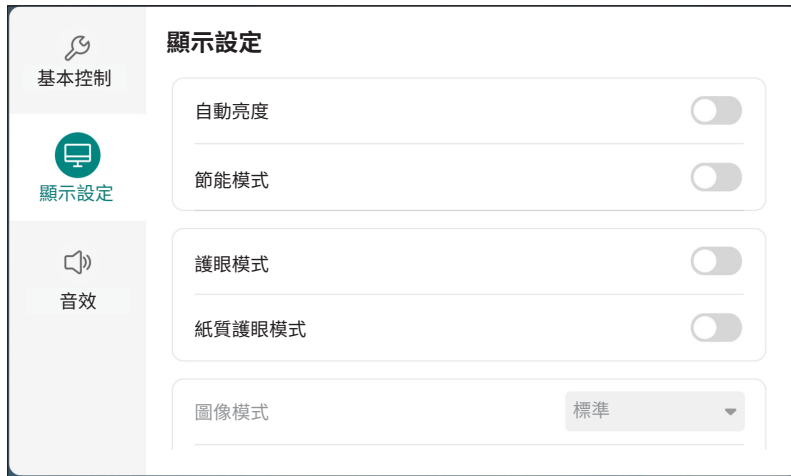 基本控制
顯示設定
音效
顯示設定
自動亮度
節能模式
護眼模式
紙質護眼模式
圖像模式
標準